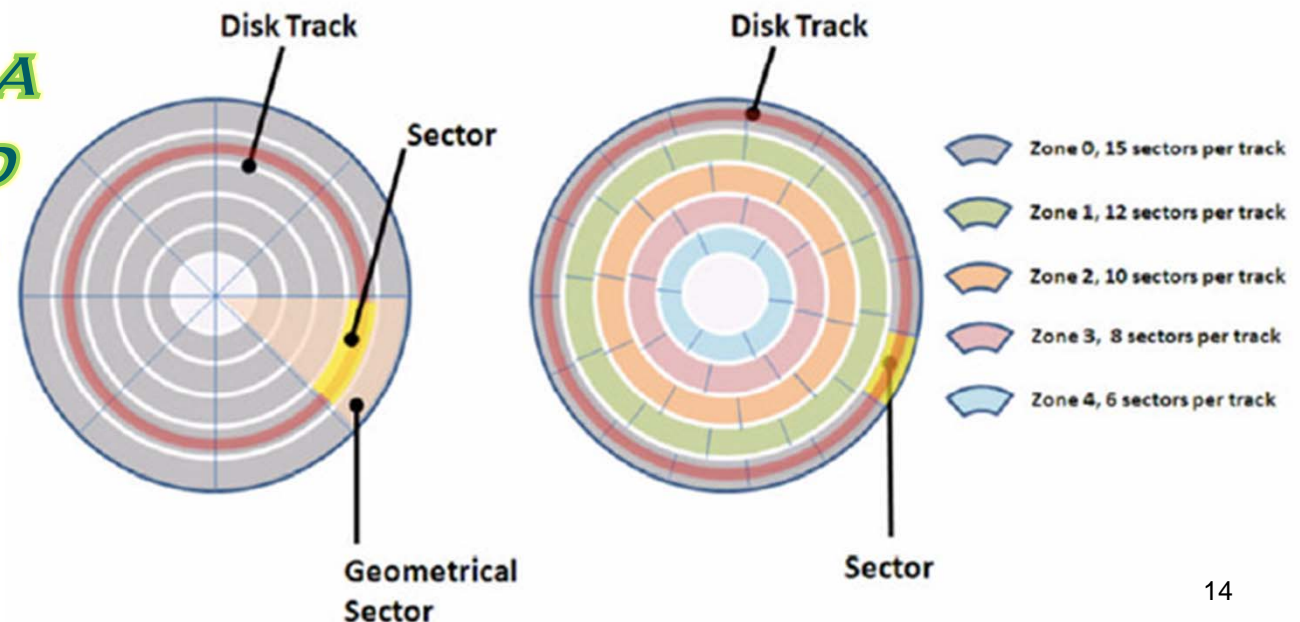 Disk Track
Disk Track
A
Sector
Zone 0, 15 sectors per track
Zone 1, 12 sectors per track
Zone 2, 10 sectors per track
Zone 3, 8 sectors per track
Zone 4, 6 sectors per track
Geometrical
Sector
Sector
14